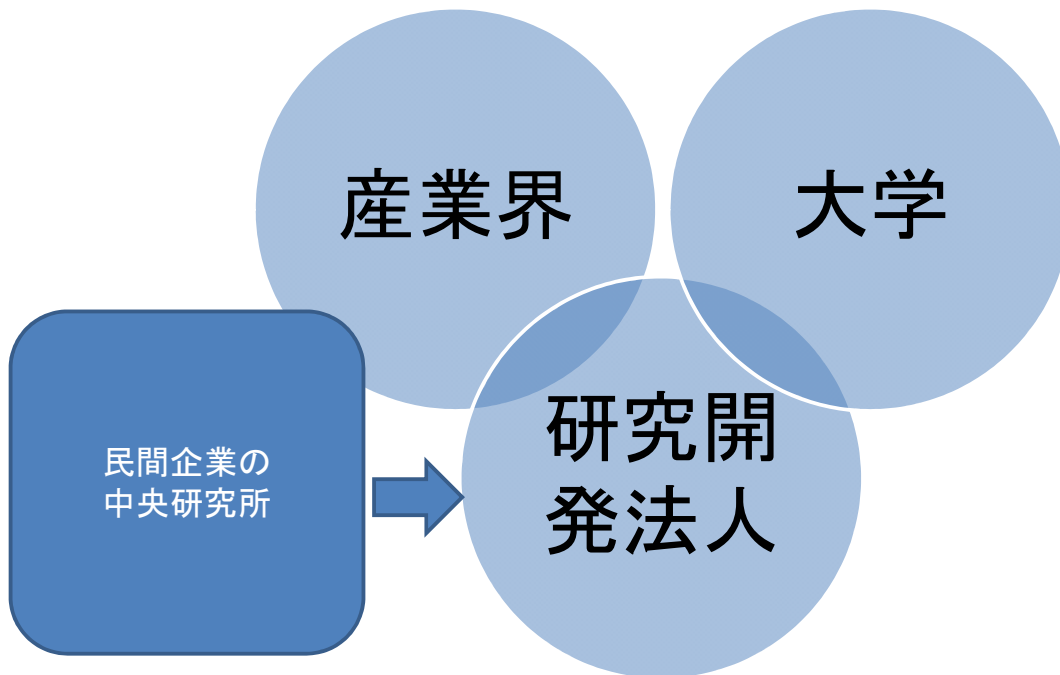 産業界
大学
研究開
発法人
民間企業の
中央研究所